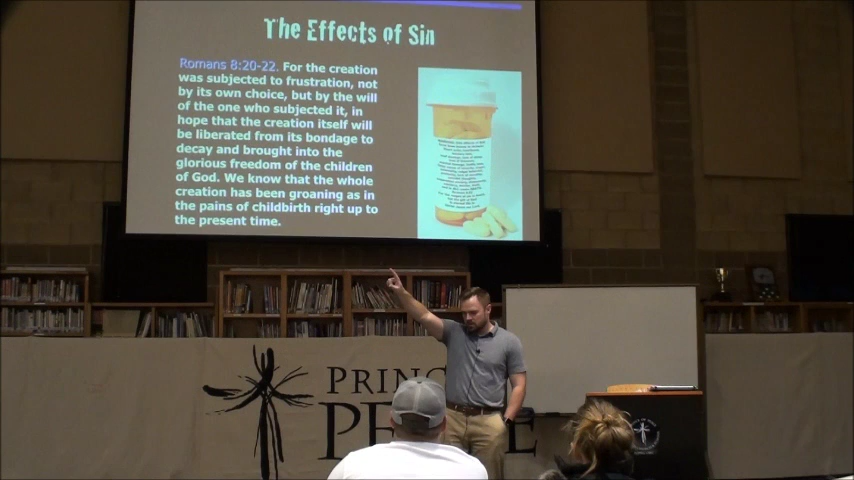 The Effects of Sin
Romans 8:20-22. For the creation
was subjected to frustration, not
by its own choice, but by the will
of the one who subjected it, in
hope that the creation itself will
be liberated from its bondage to
decay and brought into the
glorious freedom of the children
of God. We know that the whole
creation has been groaning as in
the pains of childbirth right up to
the present time.
PRINC
PE E